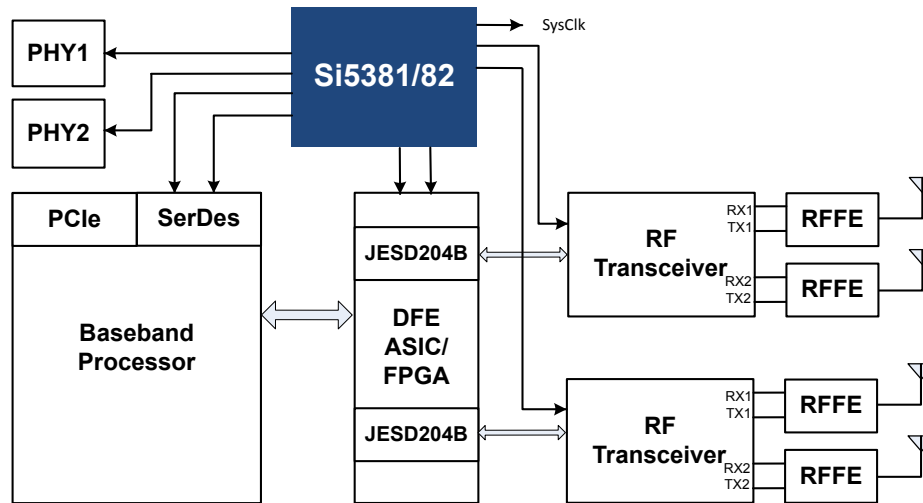 SysClk
PHY1
Si5381/82
PHY2
PCIe
SerDes
JESD204B
DFE
ASIC/
FPGA
JESD204B
Baseband
Processor
RF
Transceiver
RX1
TX1
RX2
TX2
RFFE
RFFE
RF
Transceiver
RX1
TX1
RX2
TX2
RFFE
RFFE